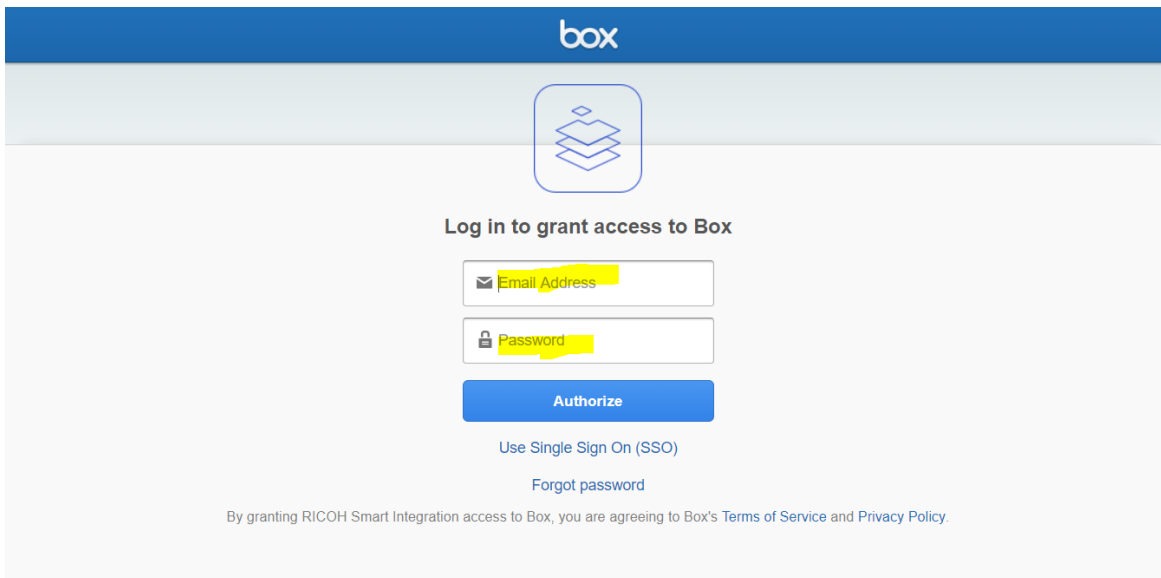 box
Log in to grant access to Box
Email Address
Password
Authorize
Use Single Sign On (SSO)
Forgot password
By granting RICOH Smart Integration access to Box, you are agreeing to Box's Terms of Service and Privacy Policy.